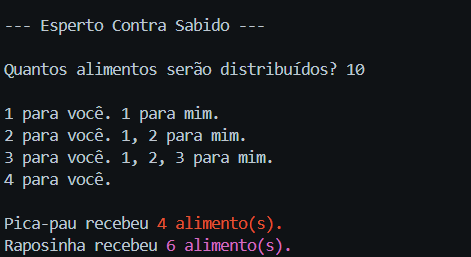 --- Esperto Contra Sabido ---
Quantos alimentos serão distribuídos? 10
1 para você. 1 para mim.
2 para você. 1, 2 para mim.
3 para você. 1, 2, 3 para mim.
4 para você.
Pica-pau recebeu 4 alimento(s).
Raposinha recebeu 6 alimento(s).